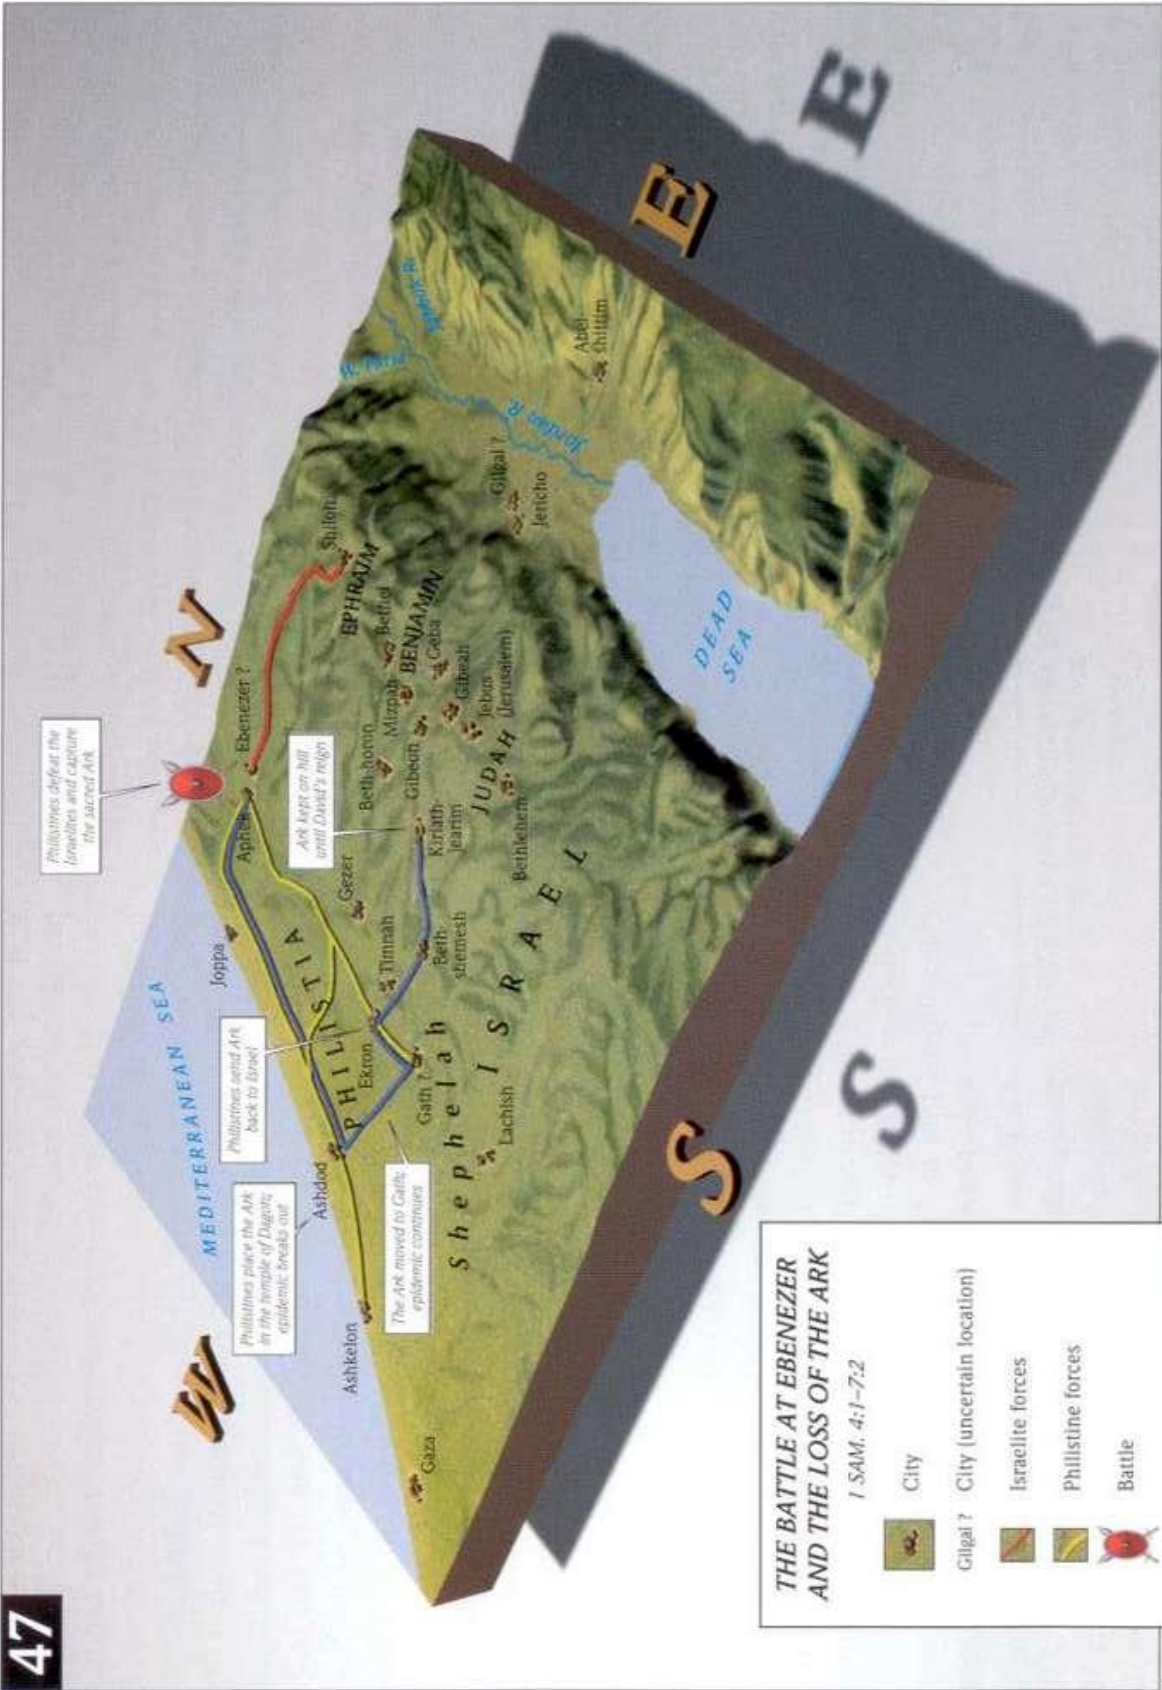 47
N
E
E
S
S
W
Philistines defeat the
Israelites and capture
the sacred Ark
Ark kept on hill
until David's reign
Philistines send Ark
back to Israel
Philistines place the Ark
in the temple of Dagon;
epidemic breaks out
The Ark moved to Gath;
epidemic continues
MEDITERRANEAN SEA
Joppa
Aphek
Ebenezer ?
Shiloh
EPHRAIM
Bethel
BENJAMIN
Mizpah
Geba
Beth-horon
Gibeon
Gibeah
Jebus
(Jerusalem)
Gezer
Kiriath-
jearim
JUDAH
Bethlehem
Timnah
Beth-
shemesh
PHILISTIA
Ekron
Gath ?
Ashdod
Ashkelon
Gaza
Shephelah
Lachish
ISRAEL
Gilgal ?
Jericho
Jordan R.
Abel-
shittim
DEAD
SEA
THE BATTLE AT EBENEZER
AND THE LOSS OF THE ARK
1 SAM. 4:1–7:2
City
Gilgal ? City (uncertain location)
Israelite forces
Philistine forces
Battle